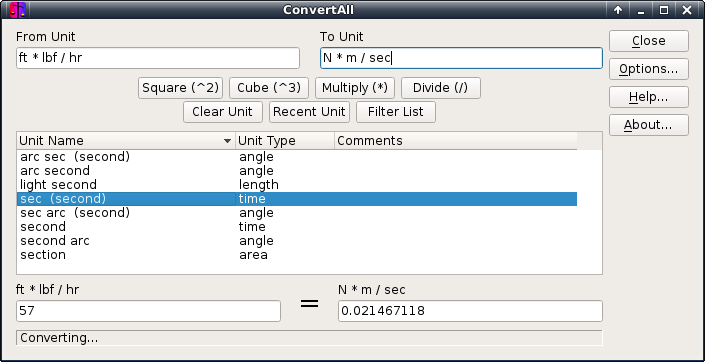 ConvertAll
From Unit
To Unit
Close
ft * lbf / hr
N * m / sec
Options...
Square (^2)
Cube (^3)
Multiply (*)
Divide (/)
Help...
Clear Unit
Recent Unit
Filter List
About...
Unit Name
Unit Type
Comments
arc sec  (second) angle
arc second angle
light second length
sec  (second) time
sec arc  (second) angle
second time
second arc angle
section area
ft * lbf / hr
N * m / sec
57
=
0.021467118
Converting...